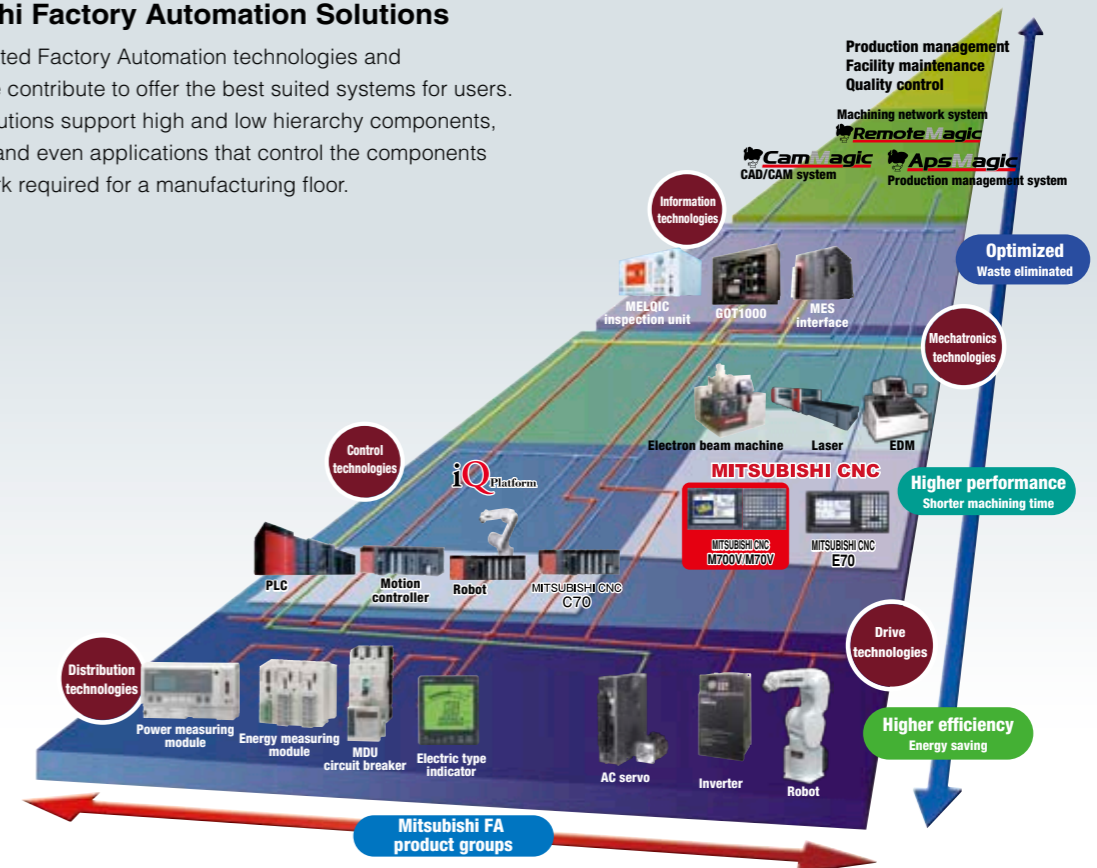 hi Factory Automation Solutions
ted Factory Automation technologies and
contribute to offer the best suited systems for users.
utions support high and low hierarchy components,
and even applications that control the components
rk required for a manufacturing floor.
Production management
Facility maintenance
Quality control
Machining network system
RemoteMagic
CamMagic
CAD/CAM system
ApsMagic
Production management system
Information
technologies
Optimized
Waste eliminated
MELQIC
inspection unit
GOT1000
MES
interface
Mechatronics
technologies
Electron beam machine
Laser
EDM
Control
technologies
iQ Platform
MITSUBISHI CNC
Higher performance
Shorter machining time
MITSUBISHI CNC
M700V/M70V
MITSUBISHI CNC
E70
PLC
Motion
controller
Robot
MITSUBISHI CNC
C70
Drive
technologies
Distribution
technologies
Power measuring
module
Energy measuring
module
MDU
circuit breaker
Electric type
indicator
AC servo
Inverter
Robot
Higher efficiency
Energy saving
Mitsubishi FA
product groups